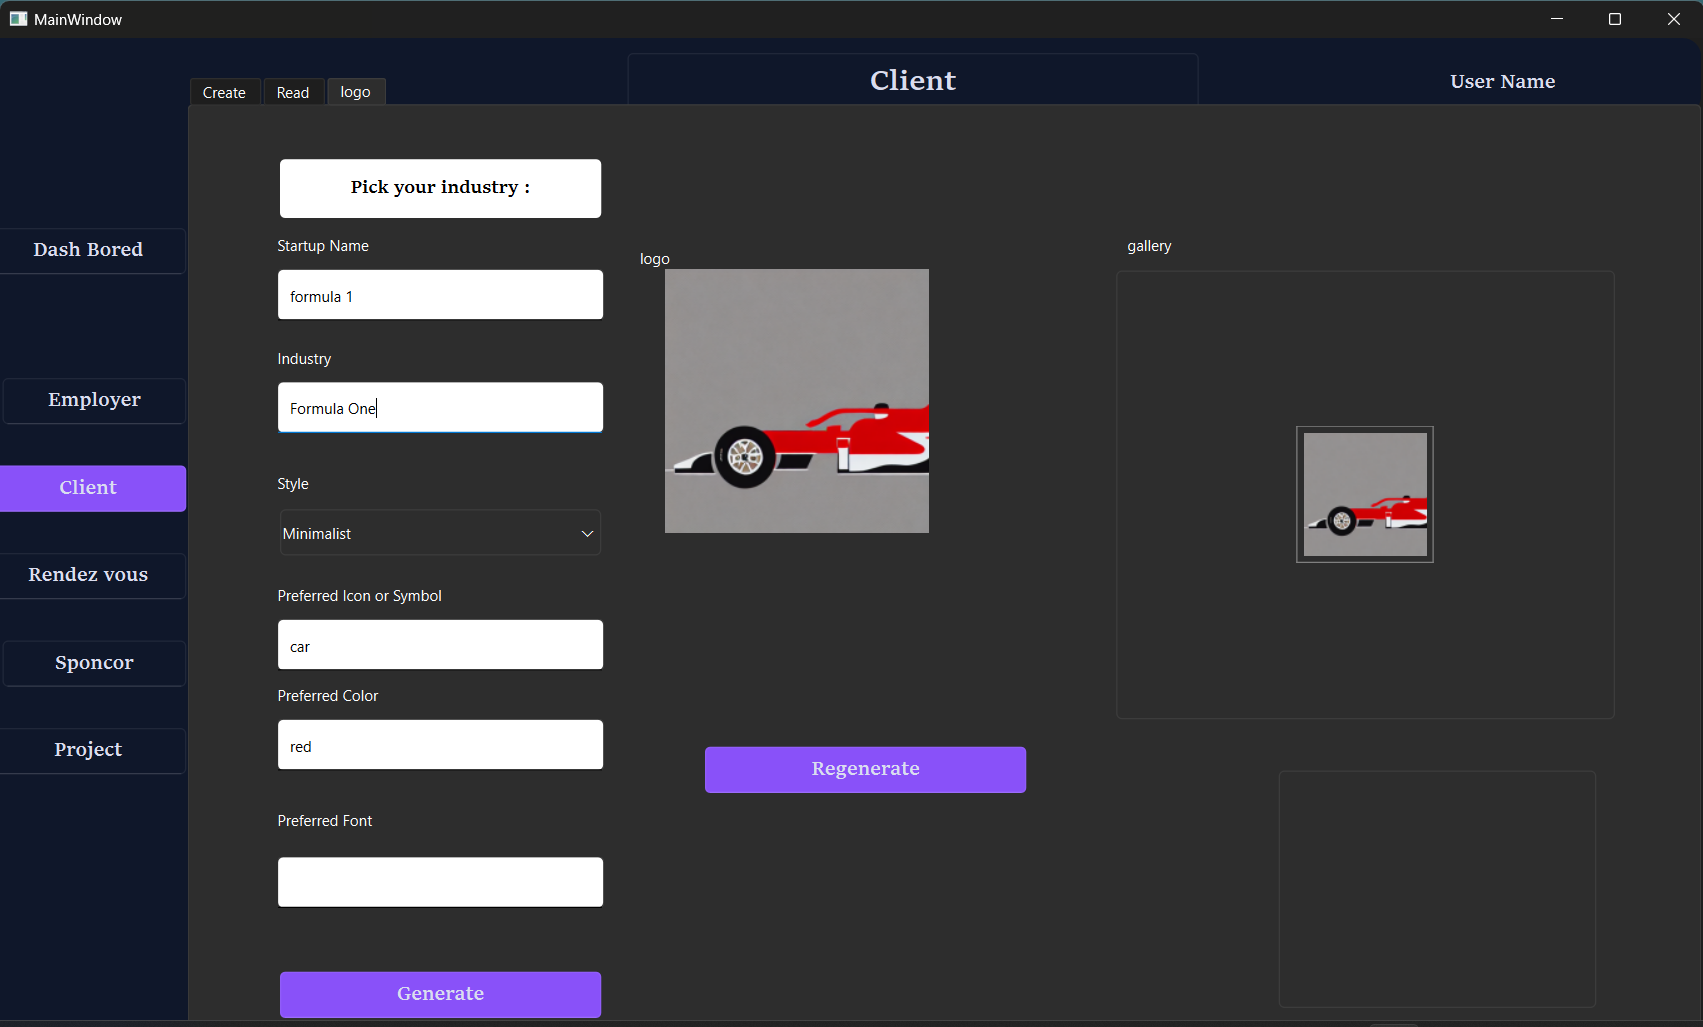 MainWindow
Client
User Name
Create
Read
logo
Pick your industry :
Startup Name
formula 1
Industry
Formula One
Style
Minimalist
Preferred Icon or Symbol
car
Preferred Color
red
Preferred Font
Generate
logo
Regenerate
gallery
Dash Bored
Employer
Client
Rendez vous
Sponcor
Project